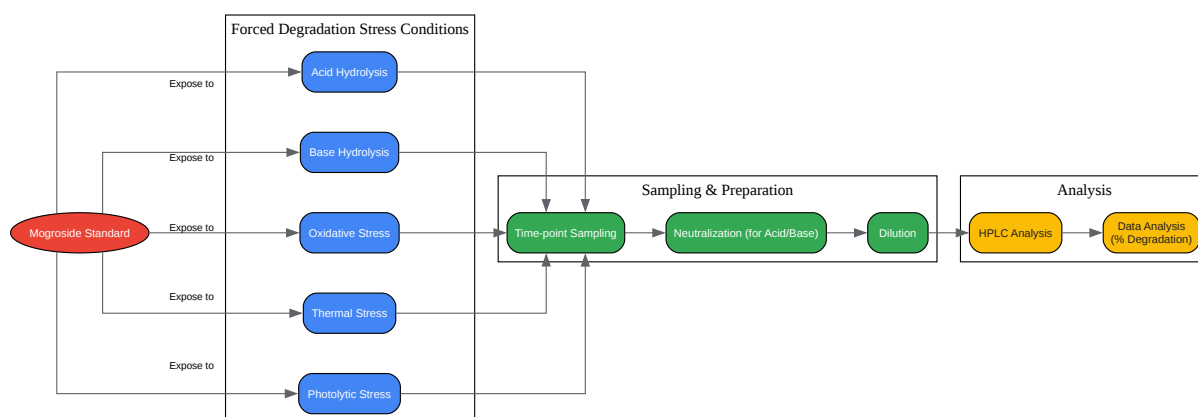 Forced Degradation Stress Conditions
Expose to
Acid Hydrolysis
Expose to
Base Hydrolysis
Mogroside Standard
Expose to
Oxidative Stress
Expose to
Thermal Stress
Expose to
Photolytic Stress
Sampling & Preparation
Time-point Sampling
Neutralization (for Acid/Base)
Dilution
Analysis
HPLC Analysis
Data Analysis
(% Degradation)